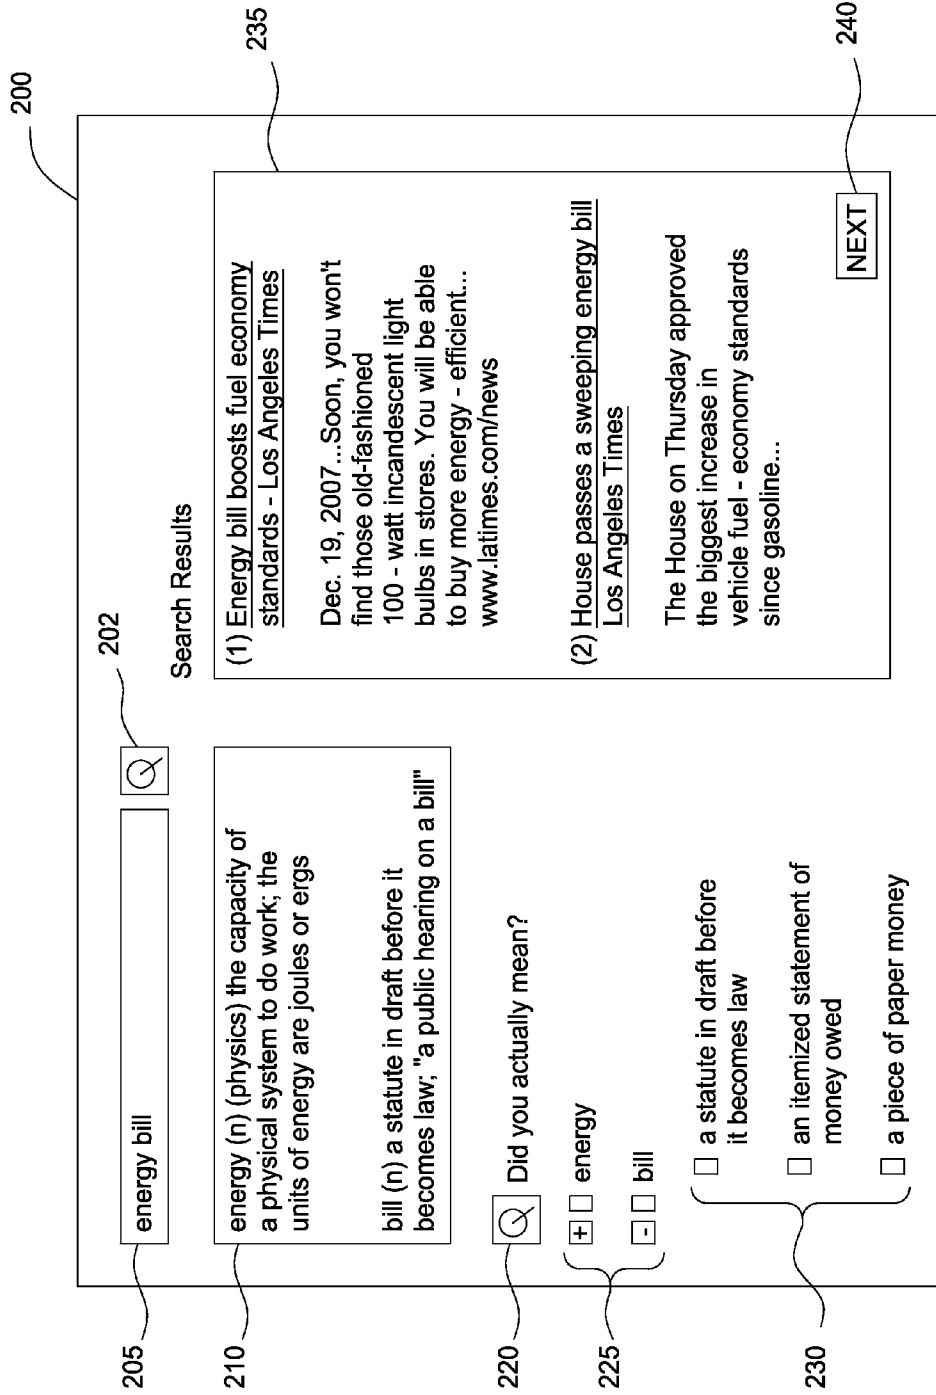 200
205
energy bill
202
210
energy (n) (physics) the capacity of
a physical system to do work; the
units of energy are joules or ergs
bill (n) a statute in draft before it
becomes law; "a public hearing on a bill"
220
Did you actually mean?
225
+ energy
- bill
230
a statute in draft before
it becomes law
an itemized statement of
money owed
a piece of paper money
Search Results
235
(1) Energy bill boosts fuel economy
standards - Los Angeles Times
Dec. 19, 2007...Soon, you won't
find those old-fashioned
100 - watt incandescent light
bulbs in stores. You will be able
to buy more energy - efficient...
www.latimes.com/news
(2) House passes a sweeping energy bill
Los Angeles Times
The House on Thursday approved
the biggest increase in
vehicle fuel - economy standards
since gasoline...
NEXT
240